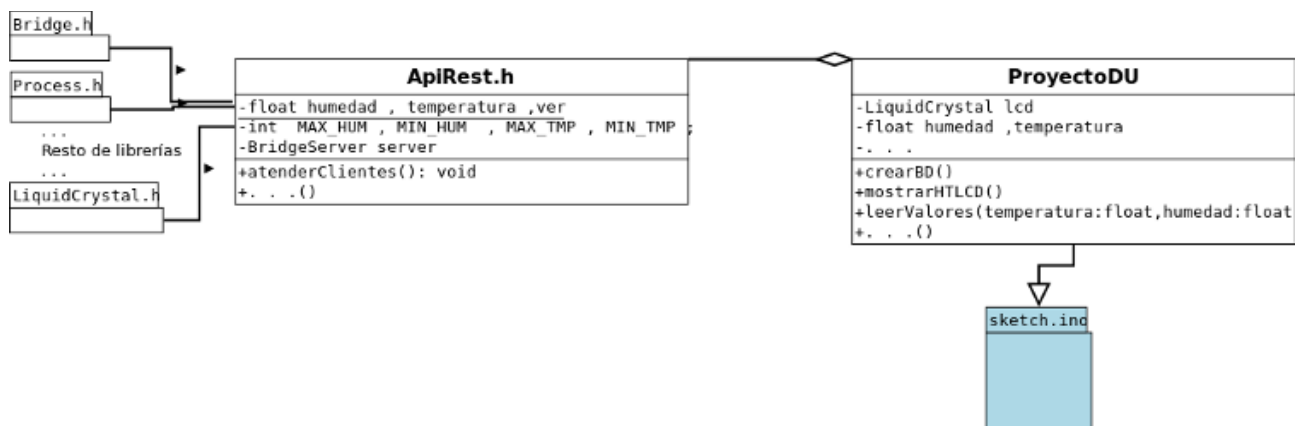 Bridge.h
Process.h
. . .
Resto de librerías
...
LiquidCrystal.h
ApiRest.h
-float humedad , temperatura ,ver
-int MAX_HUM , MIN_HUM , MAX_TMP , MIN_TMP ;
-BridgeServer server
+atenderClientes(): void
+. . .()
ProyectoDU
-LiquidCrystal lcd
-float humedad ,temperatura
-. . .
+crearBD()
+mostrarHTLCD()
+leerValores(temperatura:float,humedad:float
+. . .()
sketch.ino